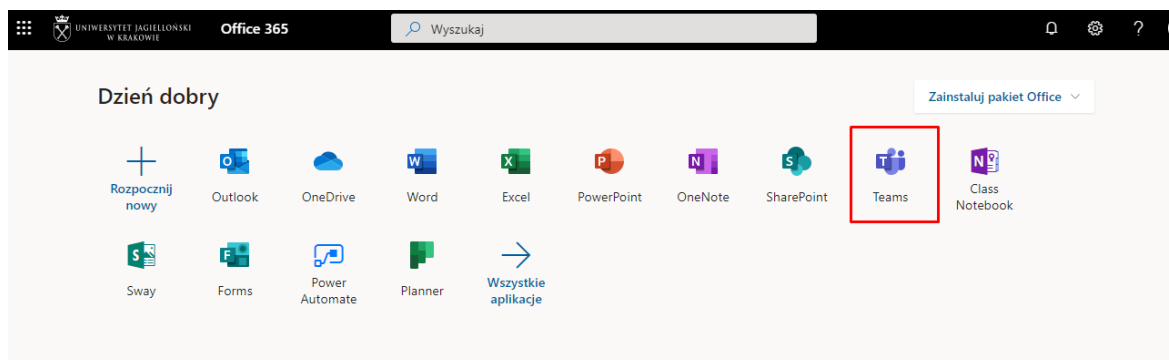 UNIWERSYTET JAGIELLOŃSKI
W KRAKOWIE
Office 365
Wyszukaj
?
Dzień dobry
Zainstaluj pakiet Office
Rozpocznij
nowy
Outlook
OneDrive
Word
Excel
PowerPoint
OneNote
SharePoint
Teams
Class
Notebook
Sway
Forms
Power
Automate
Planner
Wszystkie
aplikacje